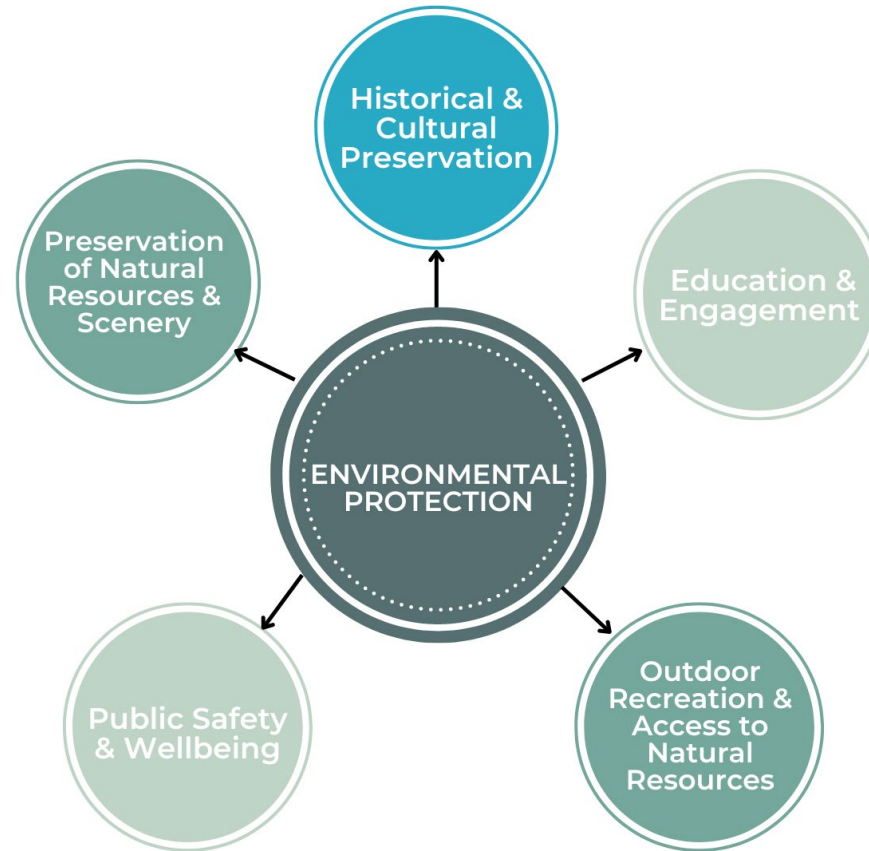 Historical &
Cultural
Preservation
Preservation
of Natural
Resources &
Scenery
Education &
Engagement
ENVIRONMENTAL
PROTECTION
Public Safety
& Wellbeing
Outdoor
Recreation &
Access to
Natural
Resources